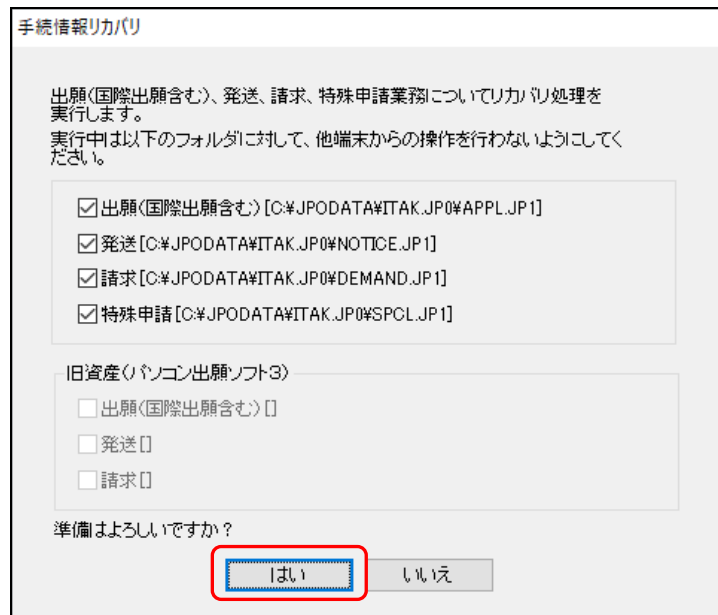 手続情報リカバリ
出願(国際出願含む)、発送、請求、特殊申請業務についてリカバリ処理を
実行します。
実行中は以下のフォルダに対して、他端末からの操作を行わないようにしてく
ださい。
出願(国際出願含む)[C:¥JPODATA¥ITAK.JP0¥APPL.JP1]
発送[C:¥JPODATA¥ITAK.JP0¥NOTICE.JP1]
請求[C:¥JPODATA¥ITAK.JP0¥DEMAND.JP1]
特殊申請[C:¥JPODATA¥ITAK.JP0¥SPCL.JP1]
旧資産(パソコン出願ソフト3)
出願(国際出願含む)[]
発送[]
請求[]
準備はよろしいですか?
はい いいえ